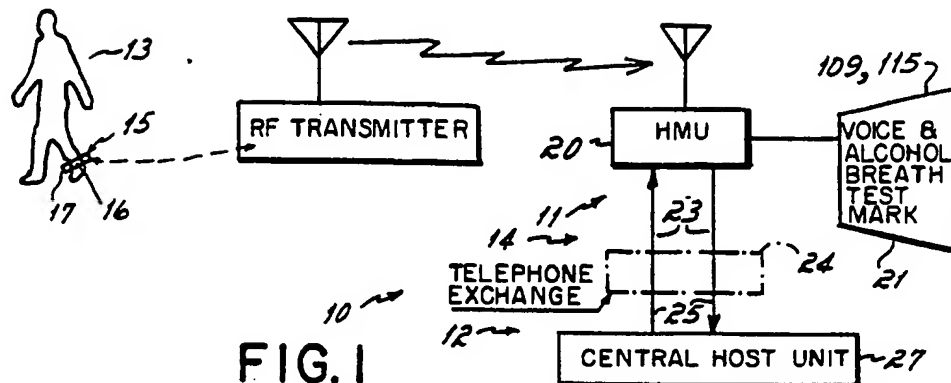 13
15
17
16
RF TRANSMITTER
20
HMU
109, 115
VOICE &
ALCOHOL
BREATH
TEST
MARK
21
11
23
14
24
TELEPHONE
EXCHANGE
10
25
12
FIG. 1
CENTRAL HOST UNIT
27